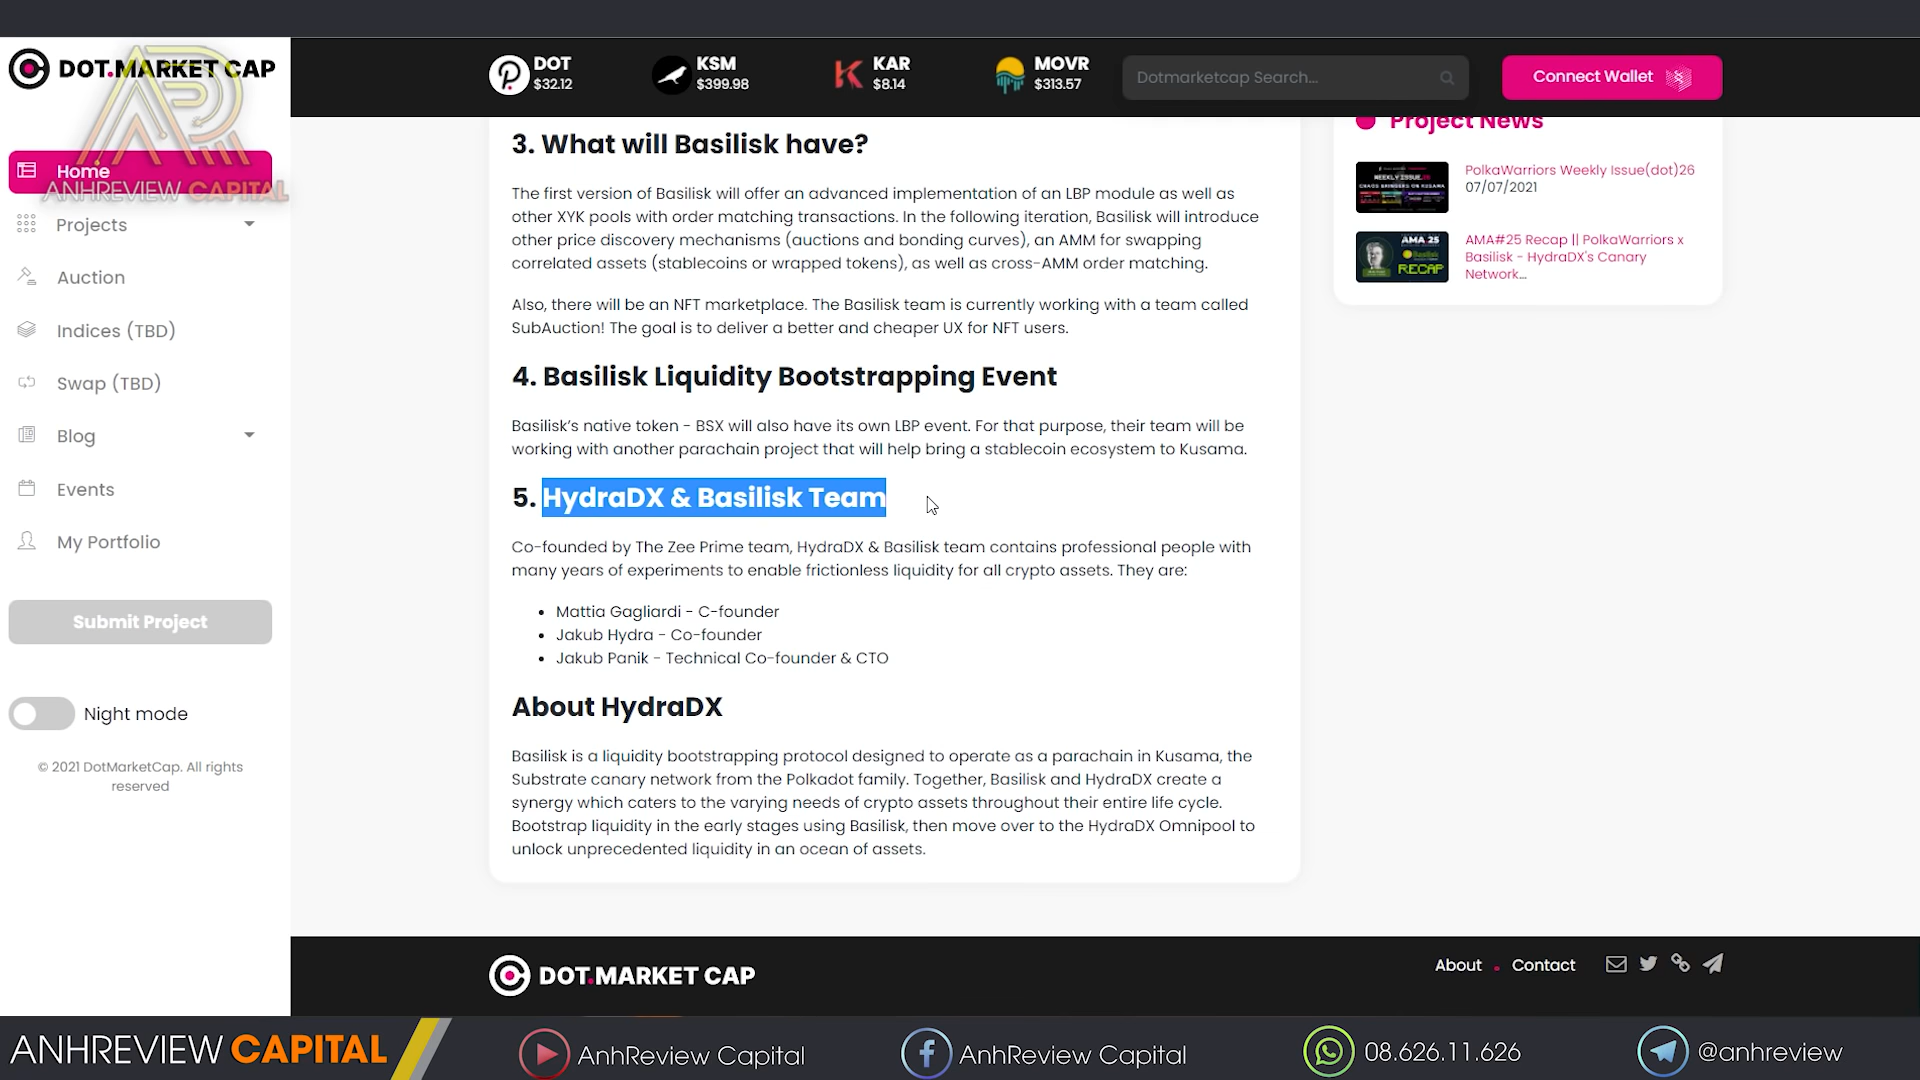 DOT.MARKET CAP
DOT
$32.12
KSM
$399.98
KAR
$8.14
MOVR
$313.57
Dotmarketcap Search...
Connect Wallet
Home
ANHREVIEW CAPITAL
Projects
Auction
Indices (TBD)
Swap (TBD)
Blog
Events
My Portfolio
Submit Project
Night mode
© 2021 DotMarketCap. All rights
reserved
3. What will Basilisk have?
The first version of Basilisk will offer an advanced implementation of an LBP module as well as
other XYK pools with order matching transactions. In the following iteration, Basilisk will introduce
other price discovery mechanisms (auctions and bonding curves), an AMM for swapping
correlated assets (stablecoins or wrapped tokens), as well as cross-AMM order matching.
Also, there will be an NFT marketplace. The Basilisk team is currently working with a team called
SubAuction! The goal is to deliver a better and cheaper UX for NFT users.
4. Basilisk Liquidity Bootstrapping Event
Basilisk's native token - BSX will also have its own LBP event. For that purpose, their team will be
working with another parachain project that will help bring a stablecoin ecosystem to Kusama.
5. HydraDX & Basilisk Team
Co-founded by The Zee Prime team, HydraDX & Basilisk team contains professional people with
many years of experiments to enable frictionless liquidity for all crypto assets. They are:
• Mattia Gagliardi - C-founder
• Jakub Hydra - Co-founder
• Jakub Panik - Technical Co-founder & CTO
About HydraDX
Basilisk is a liquidity bootstrapping protocol designed to operate as a parachain in Kusama, the
Substrate canary network from the Polkadot family. Together, Basilisk and HydraDX create a
synergy which caters to the varying needs of crypto assets throughout their entire life cycle.
Bootstrap liquidity in the early stages using Basilisk, then move over to the HydraDX Omnipool to
unlock unprecedented liquidity in an ocean of assets.
Project News
WEEKLY ISSUE.26
PolkaWarriors Weekly Issue(dot)26
07/07/2021
AMA 25
Basilisk
RECAP
AMA#25 Recap || PolkaWarriors x
Basilisk - HydraDX's Canary
Network...
DOT.MARKET CAP
About . Contact
ANHREVIEW CAPITAL
AnhReview Capital
AnhReview Capital
08.626.11.626
@anhreview